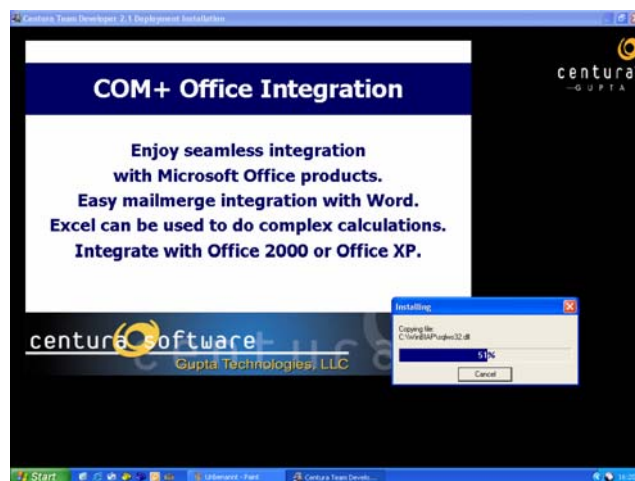 Centura Team Developer 2.1 Deployment Installation
centura
GUPTA
COM+ Office Integration
Enjoy seamless integration
with Microsoft Office products.
Easy mailmerge integration with Word.
Excel can be used to do complex calculations.
Integrate with Office 2000 or Office XP.
Installing
Copying file:
51%
Cancel
centura software
Gupta Technologies, LLC
Start
Unbenannt - Paint
Centura Team Develo...